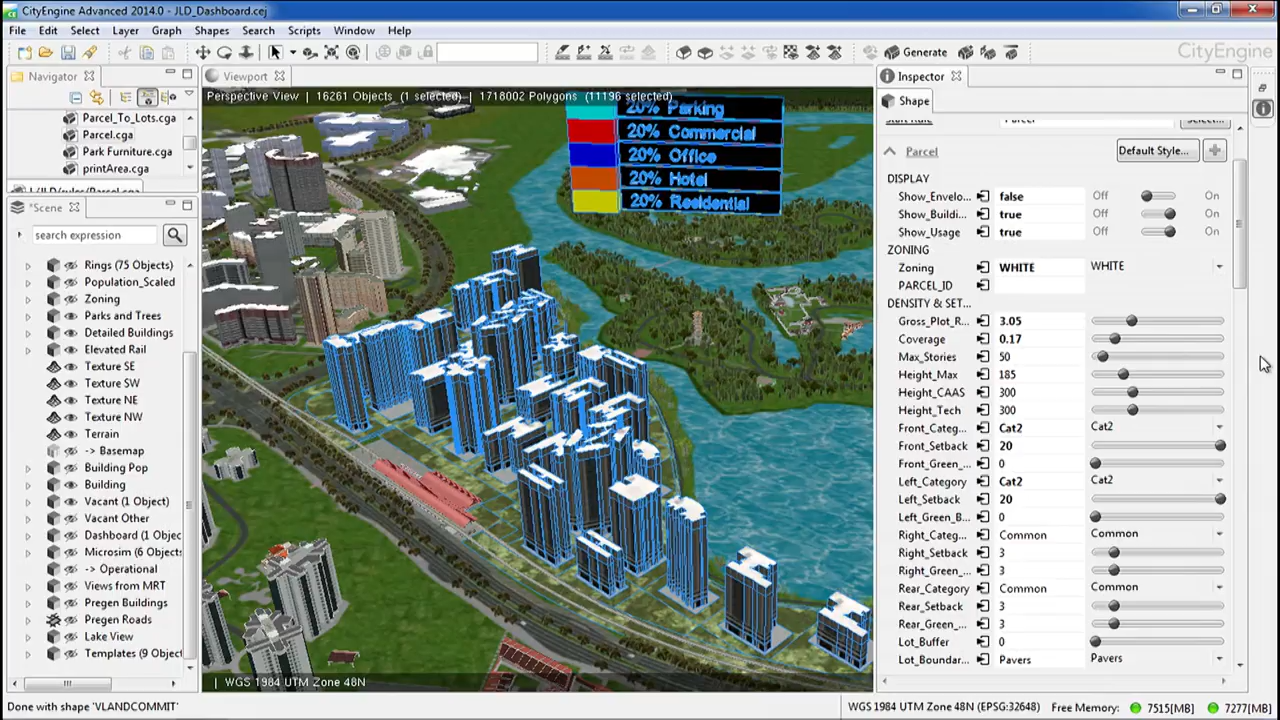 CityEngine Advanced 2014.0 - JLD_Dashboard.cej
File Edit Select Layer Graph Shapes Search Scripts Window Help
Generate
CityEngine
Navigator
Parcel_To_Lots.cga
Parcel.cga
Park Furniture.cga
printArea.cga
*Scene
search expression
Rings (75 Objects)
Population_Scaled
Zoning
Parks and Trees
Detailed Buildings
Elevated Rail
Texture SE
Texture SW
Texture NE
Texture NW
Terrain
-> Basemap
Building Pop
Building
Vacant (1 Object)
Vacant Other
Dashboard (1 Objec
Microsim (6 Objects
-> Operational
Views from MRT
Pregen Buildings
Pregen Roads
Lake View
Templates (9 Objec
Viewport
Perspective View | 16261 Objects (1 selected) | 1718002 Polygons (11196 selected)
20% Parking
20% Commercial
20% Office
20% Hotel
20% Residential
| WGS 1984 UTM Zone 48N
Inspector
Shape
Start Rule Parcel Select...
Parcel Default Style...
DISPLAY
Show_Envelo... false Off On
Show_Buildi... true Off On
Show_Usage true Off On
ZONING
Zoning WHITE WHITE
PARCEL_ID
DENSITY & SET...
Gross_Plot_R... 3.05
Coverage 0.17
Max_Stories 50
Height_Max 185
Height_CAAS 300
Height_Tech 300
Front_Categ... Cat2 Cat2
Front_Setback 20
Front_Green_... 0
Left_Category Cat2 Cat2
Left_Setback 20
Left_Green_B... 0
Right_Categ... Common Common
Right_Setback 3
Right_Green_... 3
Rear_Category Common Common
Rear_Setback 3
Rear_Green_... 3
Lot_Buffer 0
Lot_Boundar... Pavers Pavers
Done with shape 'VLANDCOMMIT'
WGS 1984 UTM Zone 48N (EPSG:32648) Free Memory: 7515[MB] 7277[MB]